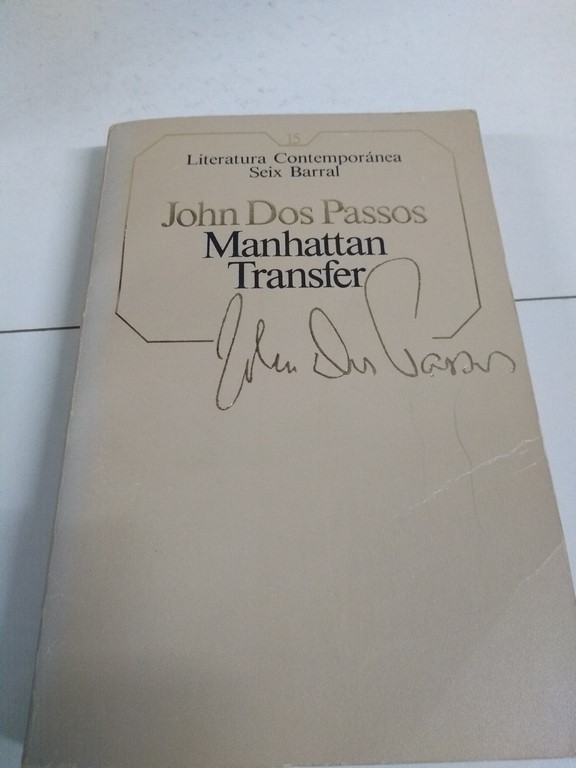 15
Literatura Contemporánea
Seix Barral
John Dos Passos
Manhattan
Transfer
John Dos Passos